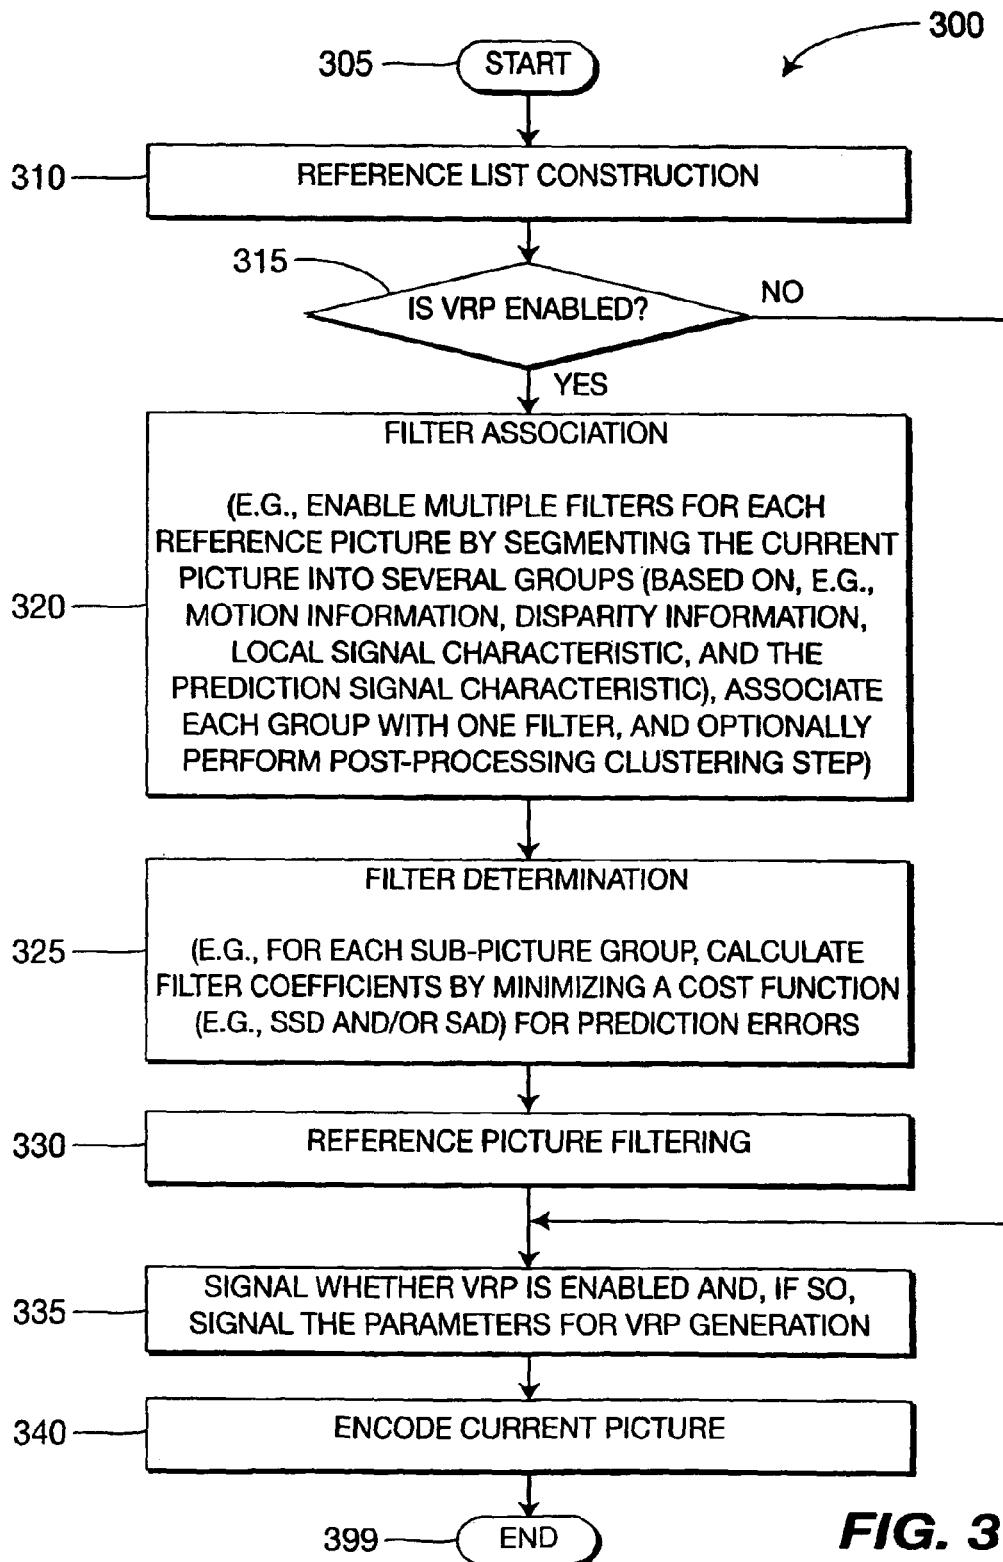 300
305
START
310
REFERENCE LIST CONSTRUCTION
315
IS VRP ENABLED?
NO
YES
320
FILTER ASSOCIATION
(E.G., ENABLE MULTIPLE FILTERS FOR EACH
REFERENCE PICTURE BY SEGMENTING THE CURRENT
PICTURE INTO SEVERAL GROUPS (BASED ON, E.G.,
MOTION INFORMATION, DISPARITY INFORMATION,
LOCAL SIGNAL CHARACTERISTIC, AND THE
PREDICTION SIGNAL CHARACTERISTIC), ASSOCIATE
EACH GROUP WITH ONE FILTER, AND OPTIONALLY
PERFORM POST-PROCESSING CLUSTERING STEP)
325
FILTER DETERMINATION
(E.G., FOR EACH SUB-PICTURE GROUP, CALCULATE
FILTER COEFFICIENTS BY MINIMIZING A COST FUNCTION
(E.G., SSD AND/OR SAD) FOR PREDICTION ERRORS
330
REFERENCE PICTURE FILTERING
335
SIGNAL WHETHER VRP IS ENABLED AND, IF SO,
SIGNAL THE PARAMETERS FOR VRP GENERATION
340
ENCODE CURRENT PICTURE
399
END
FIG. 3